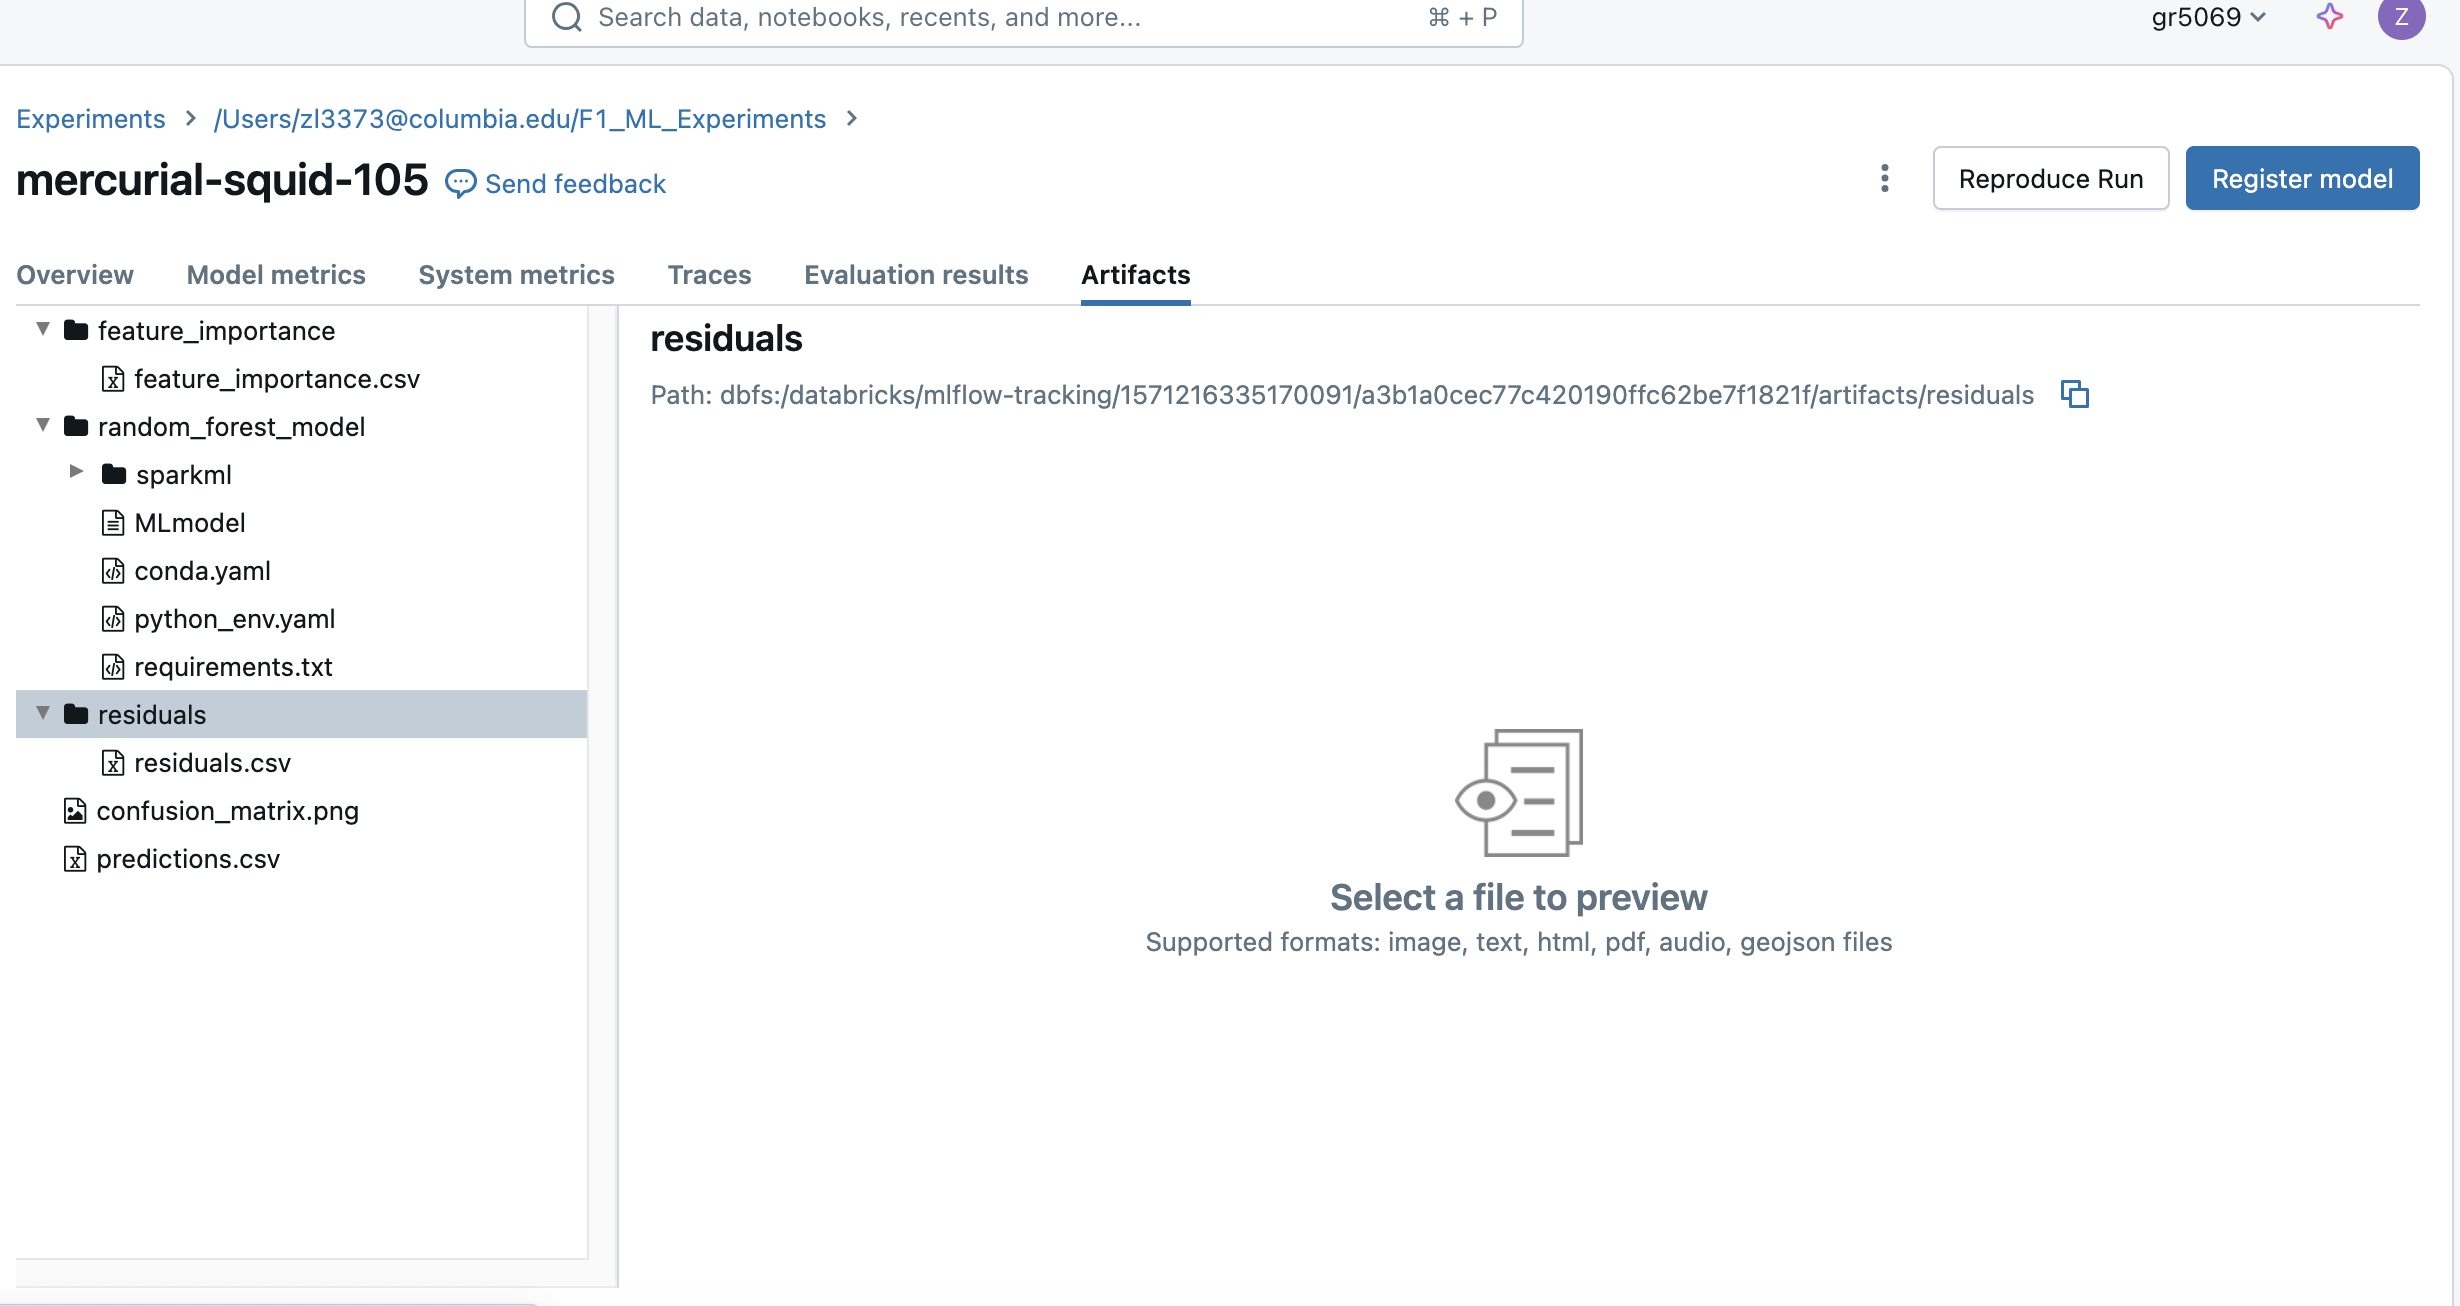 Search data, notebooks, recents, and more... ⌘ + P
gr5069
Z
Experiments > /Users/zl3373@columbia.edu/F1_ML_Experiments >
mercurial-squid-105 Send feedback
Reproduce Run
Register model
Overview Model metrics System metrics Traces Evaluation results Artifacts
feature_importance
feature_importance.csv
random_forest_model
sparkml
MLmodel
conda.yaml
python_env.yaml
requirements.txt
residuals
residuals.csv
confusion_matrix.png
predictions.csv
residuals
Path: dbfs:/databricks/mlflow-tracking/1571216335170091/a3b1a0cec77c420190ffc62be7f1821f/artifacts/residuals
Select a file to preview
Supported formats: image, text, html, pdf, audio, geojson files